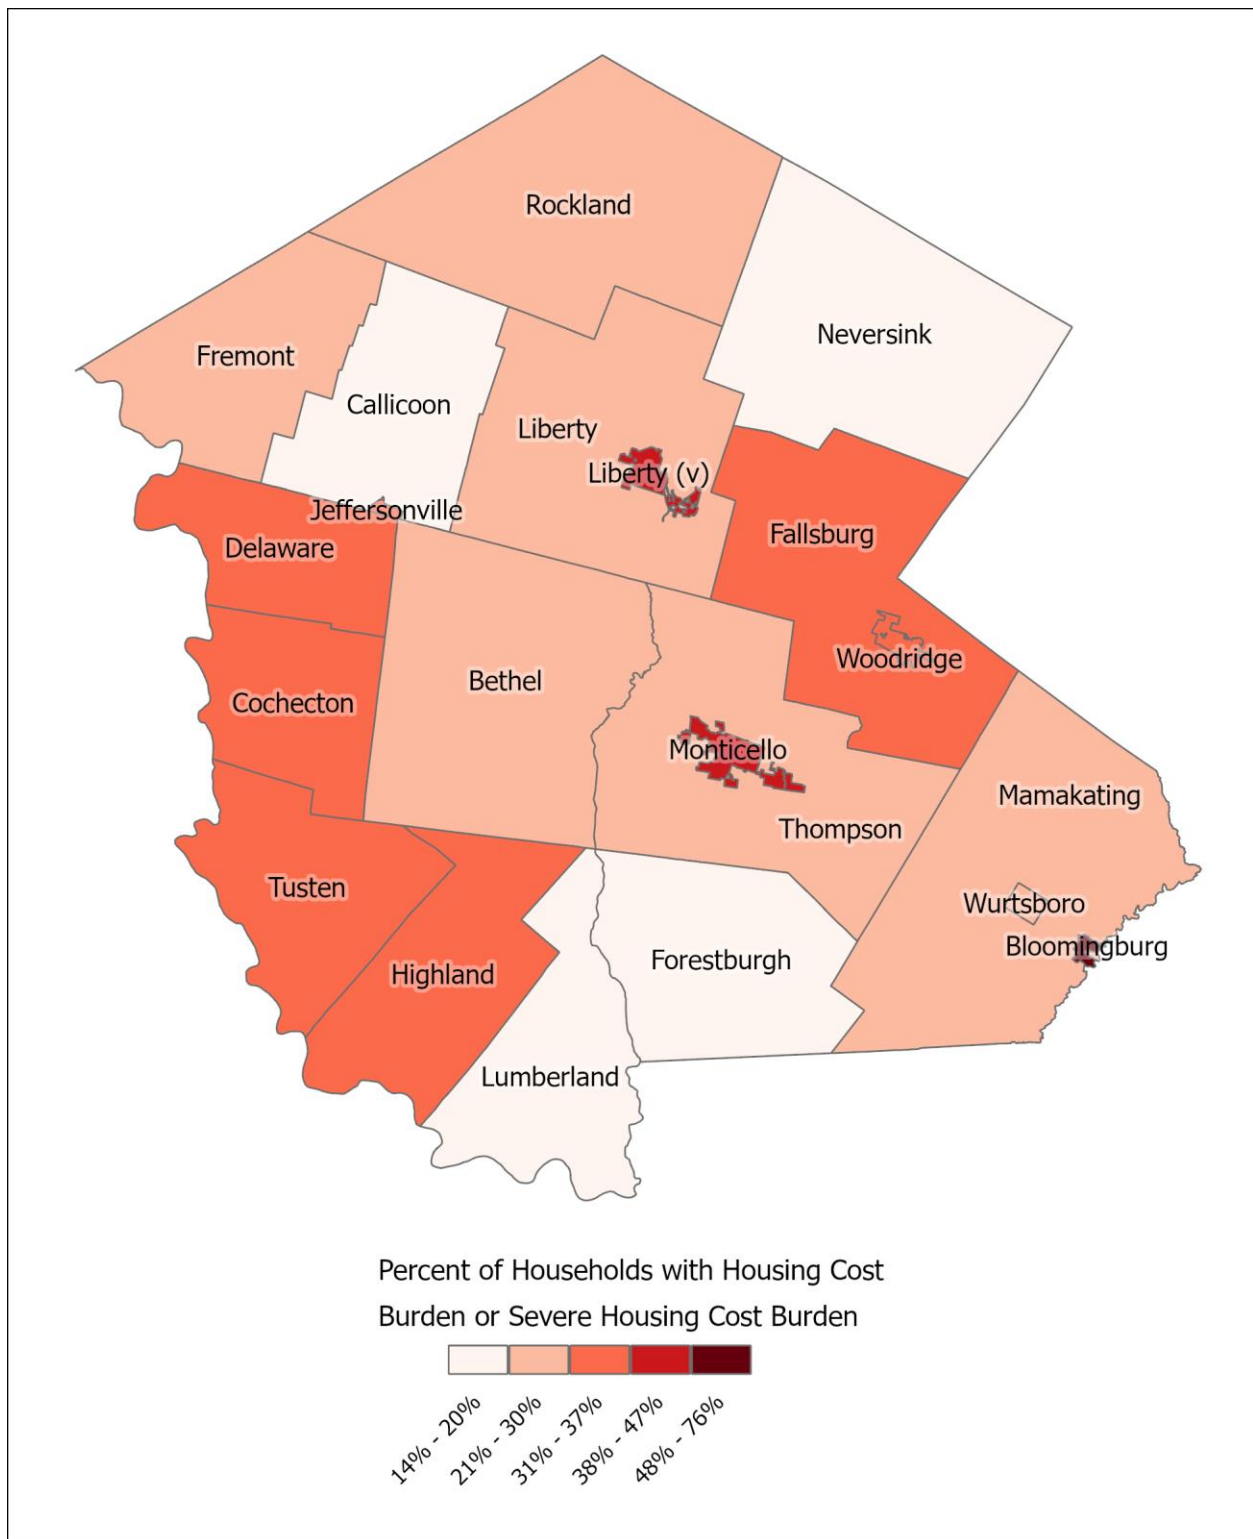 Rockland
Neversink
Fremont
Callicoon
Liberty
Liberty (v)
Jeffersonville
Delaware
Fallsburg
Woodridge
Bethel
Cochecton
Monticello
Mamakating
Thompson
Tusten
Wurtsboro
Bloomingburg
Forestburgh
Highland
Lumberland
Percent of Households with Housing Cost
Burden or Severe Housing Cost Burden
14% - 20%
21% - 30%
31% - 37%
38% - 47%
48% - 76%